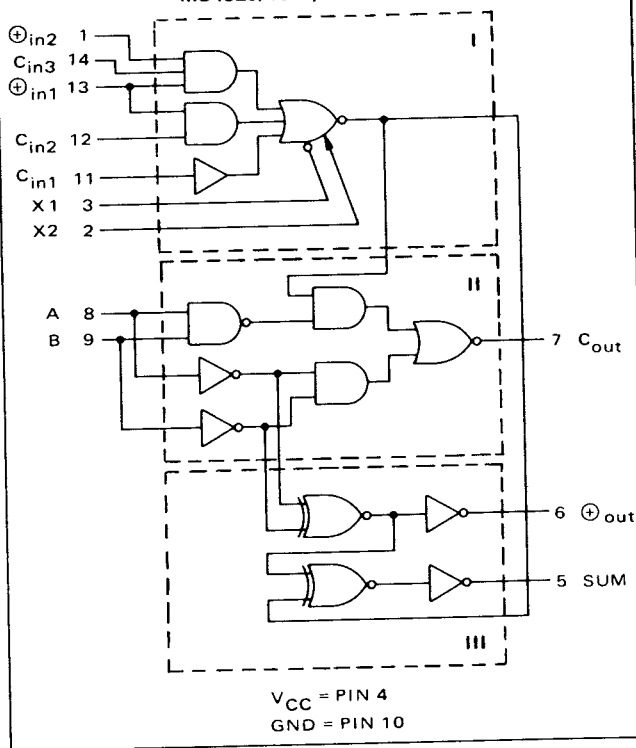 I
⊕in2 1
Cin3 14
⊕in1 13
Cin2 12
Cin1 11
X1 3
X2 2
II
A 8
B 9
7 Cout
6 ⊕out
5 SUM
III
VCC = PIN 4
GND = PIN 10